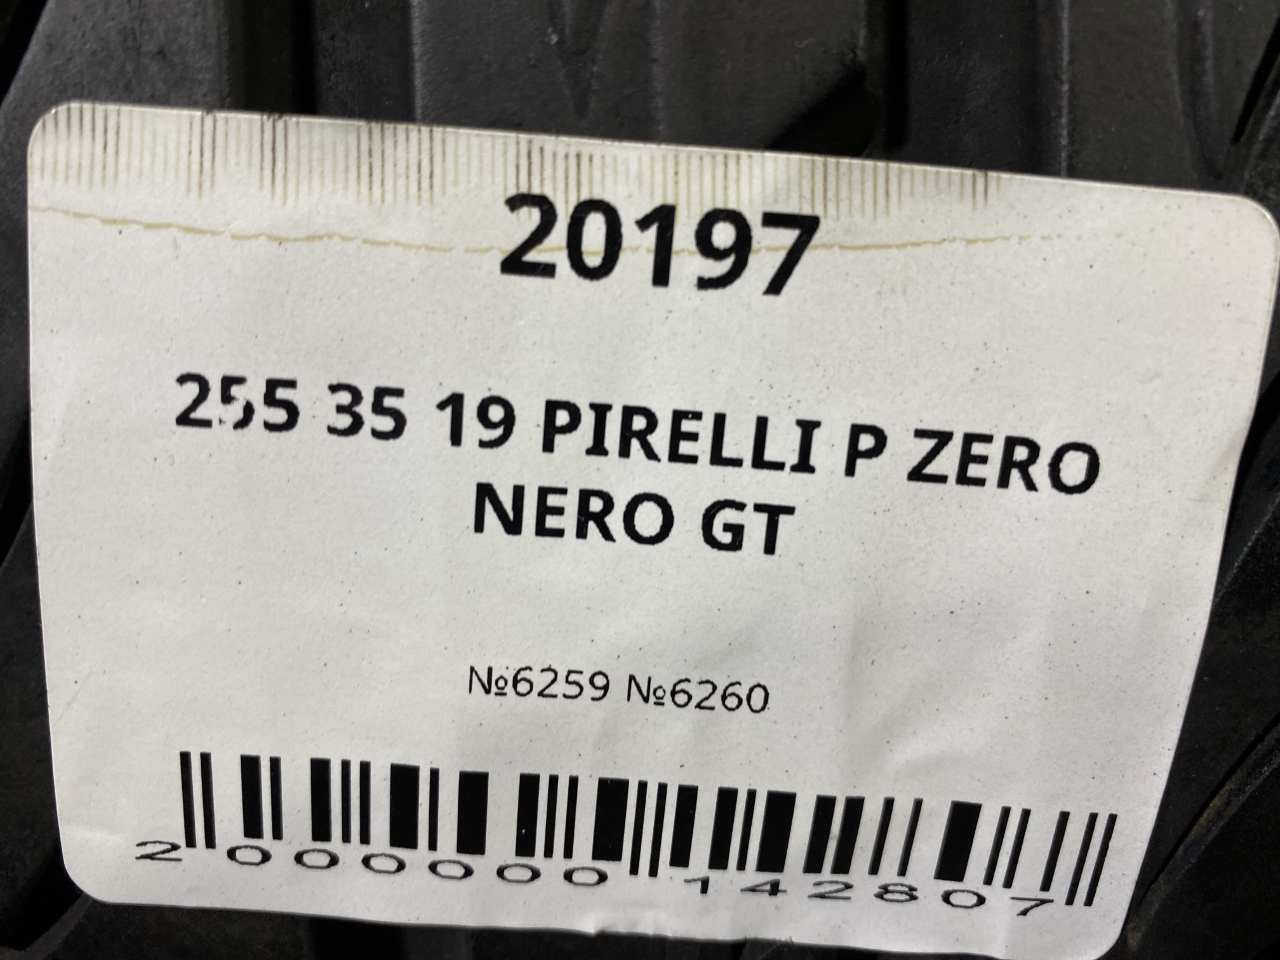 20197
255 35 19 PIRELLI P ZERO
NERO GT
№6259 №6260
2000000142807